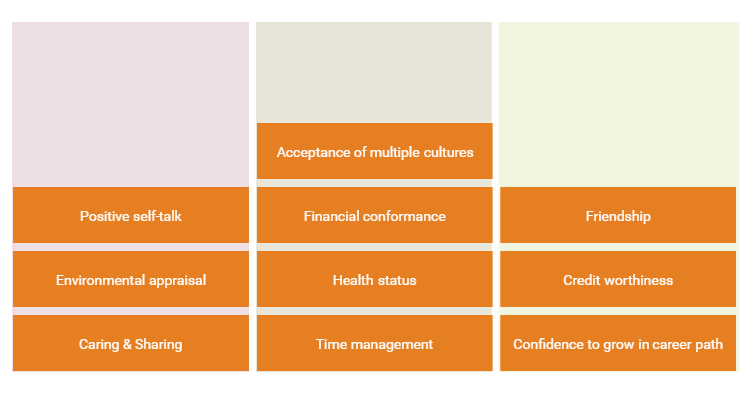 Acceptance of multiple cultures
Positive self-talk
Financial conformance
Friendship
Environmental appraisal
Health status
Credit worthiness
Caring & Sharing
Time management
Confidence to grow in career path